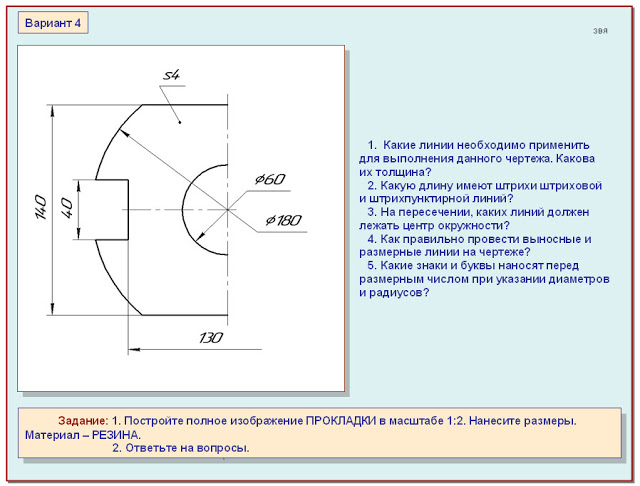 Вариант 4
звя
s4
ϕ60
ϕ180
140
40
130
1. Какие линии необходимо применить
для выполнения данного чертежа. Какова
их толщина?
2. Какую длину имеют штрихи штриховой
и штрихпунктирной линий?
3. На пересечении, каких линий должен
лежать центр окружности?
4. Как правильно провести выносные и
размерные линии на чертеже?
5. Какие знаки и буквы наносят перед
размерным числом при указании диаметров
и радиусов?
Задание: 1. Постройте полное изображение ПРОКЛАДКИ в масштабе 1:2. Нанесите размеры.
Материал – РЕЗИНА.
2. Ответьте на вопросы.